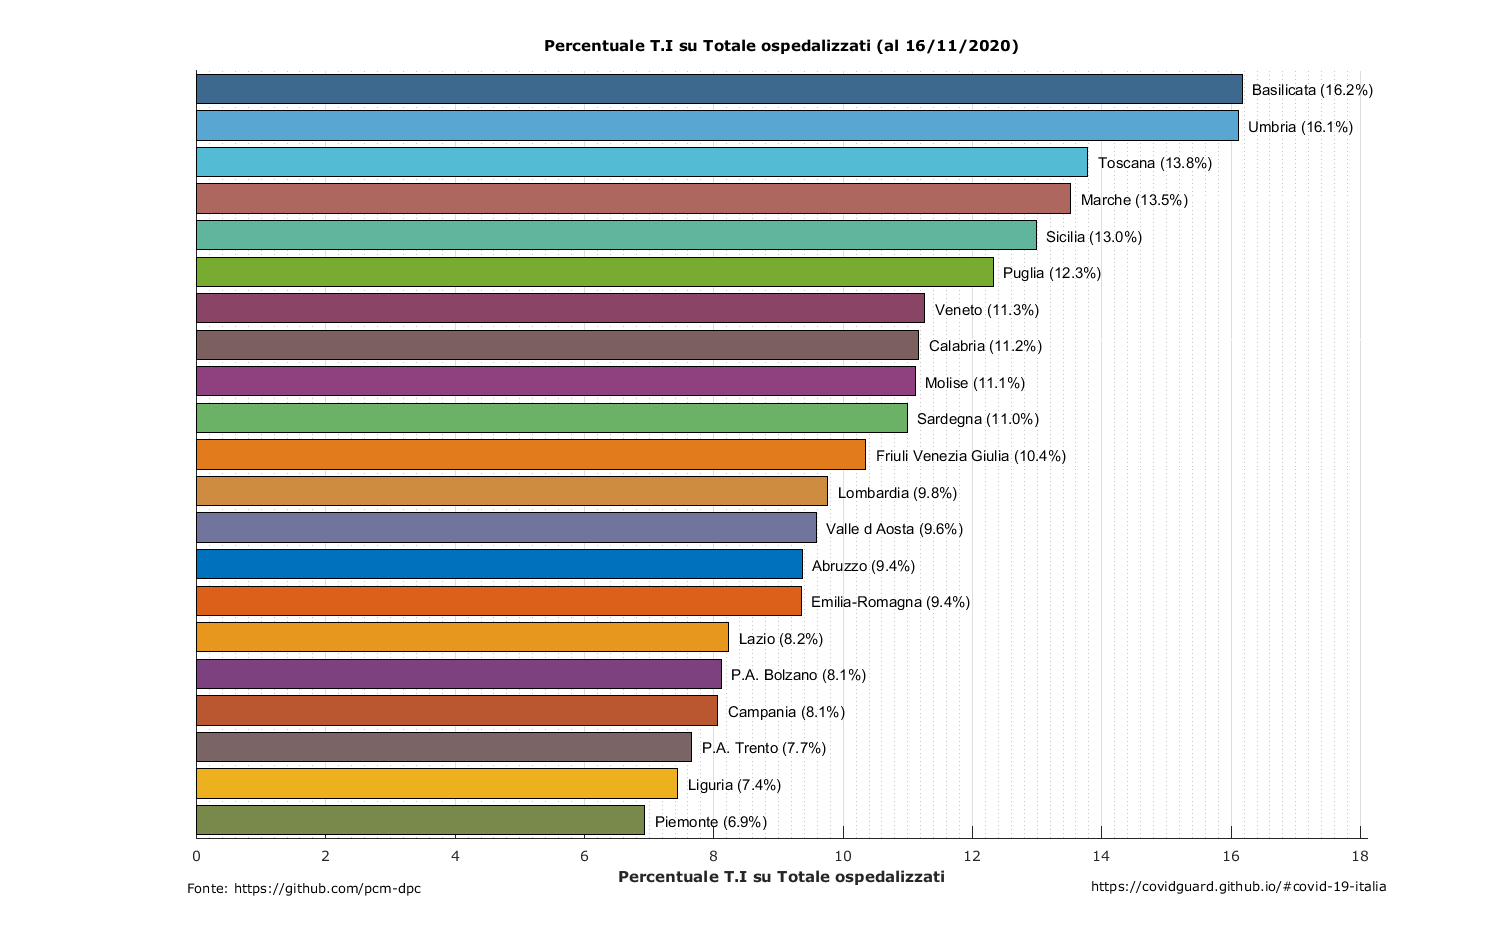 Percentuale T.I su Totale ospedalizzati (al 16/11/2020)
Basilicata (16.2%)
Umbria (16.1%)
Toscana (13.8%)
Marche (13.5%)
Sicilia (13.0%)
Puglia (12.3%)
Veneto (11.3%)
Calabria (11.2%)
Molise (11.1%)
Sardegna (11.0%)
Friuli Venezia Giulia (10.4%)
Lombardia (9.8%)
Valle d Aosta (9.6%)
Abruzzo (9.4%)
Emilia-Romagna (9.4%)
Lazio (8.2%)
P.A. Bolzano (8.1%)
Campania (8.1%)
P.A. Trento (7.7%)
Liguria (7.4%)
Piemonte (6.9%)
0 2 4 6 8 10 12 14 16 18
Percentuale T.I su Totale ospedalizzati
Fonte: https://github.com/pcm-dpc
https://covidguard.github.io/#covid-19-italia